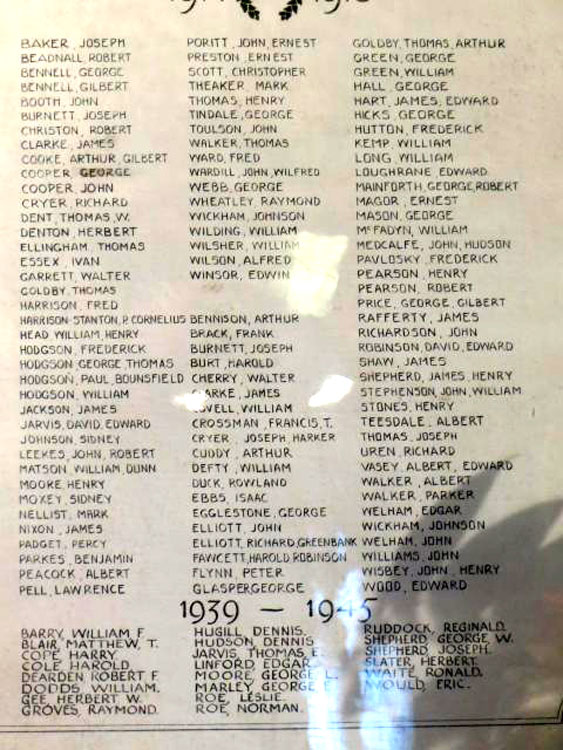 BAKER, JOSEPH
BEADNALL, ROBERT
BENNELL, GEORGE
BENNELL, GILBERT
BOOTH, JOHN
BURNETT, JOSEPH
CHRISTON, ROBERT
CLARKE, JAMES
COOKE, ARTHUR, GILBERT
COOPER, GEORGE
COOPER, JOHN
CRYER, RICHARD
DENT, THOMAS, W.
DENTON, HERBERT
ELLINGHAM, THOMAS
ESSEX, IVAN
GARRETT, WALTER
GOLDBY, THOMAS
HARRISON, FRED
HARRISON-STANTON, P. CORNELIUS
HEAD, WILLIAM, HENRY
HODGSON, FREDERICK
HODGSON, GEORGE, THOMAS
HODGSON, PAUL, BOUNSFIELD
HODGSON, WILLIAM
JACKSON, JAMES
JARVIS, DAVID, EDWARD
JOHNSON, SIDNEY
LEEKES, JOHN, ROBERT
MATSON, WILLIAM, DUNN
MOORE, HENRY
MOXEY, SIDNEY
NELLIST, MARK
NIXON, JAMES
PADGET, PERCY
PARKES, BENJAMIN
PEACOCK, ALBERT
PELL, LAWRENCE
PORITT, JOHN, ERNEST
PRESTON, ERNEST
SCOTT, CHRISTOPHER
THEAKER, MARK
THOMAS, HENRY
TINDALE, GEORGE
TOULSON, JOHN
WALKER, THOMAS
WARD, FRED
WARDILL, JOHN, WILFRED
WEBB, GEORGE
WHEATLEY, RAYMOND
WICKHAM, JOHNSON
WILDING, WILLIAM
WILSHER, WILLIAM
WILSON, ALFRED
WINSOR, EDWIN
BENNISON, ARTHUR
BRACK, FRANK
BURNETT, JOSEPH
BURT, HAROLD
CHERRY, WALTER
CLARKE, JAMES
WILLIAM
CROSSMAN, FRANCIS, T.
CRYER, JOSEPH, HARKER
CUDDY, ARTHUR
DEFTY, WILLIAM
DUCK, ROWLAND
EBBS, ISAAC
EGGLESTONE, GEORGE
ELLIOTT, JOHN
ELLIOTT, RICHARD, GREENBANK
FAWCETT, HAROLD, ROBINSON
FLYNN, PETER
GLASPERGEORGE
GOLDBY, THOMAS, ARTHUR
GREEN, GEORGE
GREEN, WILLIAM
HALL, GEORGE
HART, JAMES, EDWARD
HICKS, GEORGE
HUTTON, FREDERICK
KEMP, WILLIAM
LONG, WILLIAM
LOUGHRANE, EDWARD
MAINFORTH, GEORGE, ROBERT
MAGOR, ERNEST
MASON, GEORGE
McFADYN, WILLIAM
MEDCALFE, JOHN, HUDSON
PAVLOSKY, FREDERICK
PEARSON, HENRY
PEARSON, ROBERT
PRICE, GEORGE, GILBERT
RAFFERTY, JAMES
RICHARDSON, JOHN
ROBINSON, DAVID, EDWARD
SHAW, JAMES
SHEPHERD, JAMES, HENRY
STEPHENSON, JOHN, WILLIAM
STONES, HENRY
TEESDALE, ALBERT
THOMAS, JOSEPH
UREN, RICHARD
VASEY, ALBERT, EDWARD
WALKER, ALBERT
WALKER, PARKER
WELHAM, EDGAR
WICKHAM, JOHNSON
WELHAM, JOHN
WILLIAMS, JOHN
WISBEY, JOHN, HENRY
WOOD, EDWARD
1939 — 1945
BARRY, WILLIAM F.
BLAIR, MATTHEW, T.
COPE, HARRY.
COLE, HAROLD.
DEARDEN, ROBERT F.
DODDS, WILLIAM.
GEE, HERBERT W.
GROVES, RAYMOND.
HUGILL, DENNIS.
HUDSON, DENNIS
JARVIS, THOMAS, E.
LINFORD, EDGAR
MOORE, GEORGE L.
MARLEY, GEORGE E.
ROE, LESLIE.
ROE, NORMAN.
RUDDOCK, REGINALD.
SHEPHERD, GEORGE W.
SHEPHERD, JOSEPH.
SLATER, HERBERT.
WAITE, RONALD.
WOULD, ERIC.